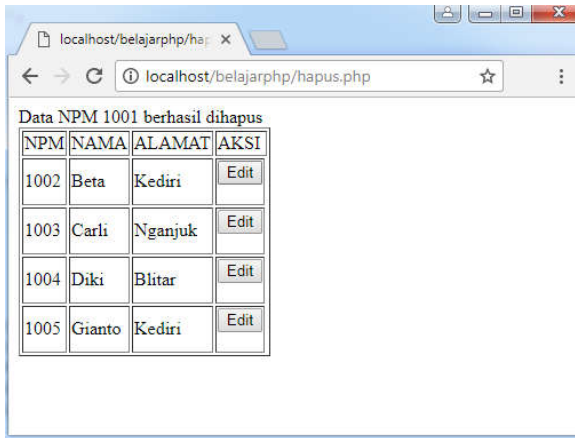 localhost/belajarphp/hap
localhost/belajarphp/hapus.php
Data NPM 1001 berhasil dihapus
NPM NAMA ALAMAT AKSI
1002 Beta Kediri Edit
1003 Carli Nganjuk Edit
1004 Diki Blitar Edit
1005 Gianto Kediri Edit